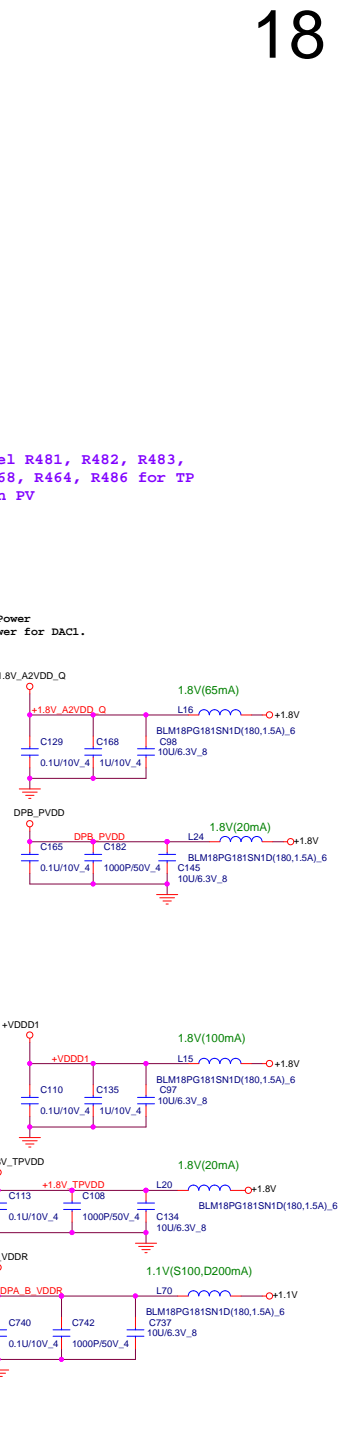 18
el R481, R482, R483,
68, R464, R486 for TP
n PV
Power
wer for DAC1.
1.8V_A2VDD_Q
1.8V(65mA)
+1.8V_A2VDD_Q
L16
+1.8V
BLM18PG181SN1D(180,1.5A)_6
C129
C168
C98
0.1U/10V_4
1U/10V_4
10U/6.3V_8
DPB_PVDD
1.8V(20mA)
DPB_PVDD
L24
+1.8V
BLM18PG181SN1D(180,1.5A)_6
C165
C182
C145
0.1U/10V_4
1000P/50V_4
10U/6.3V_8
+VDDD1
1.8V(100mA)
+VDDD1
L15
+1.8V
BLM18PG181SN1D(180,1.5A)_6
C110
C135
C97
0.1U/10V_4
1U/10V_4
10U/6.3V_8
V_TPVDD
1.8V(20mA)
+1.8V_TPVDD
L20
+1.8V
BLM18PG181SN1D(180,1.5A)_6
C113
C108
C134
0.1U/10V_4
1000P/50V_4
10U/6.3V_8
VDDR
1.1V(S100,D200mA)
DPA_B_VDDR
L70
+1.1V
BLM18PG181SN1D(180,1.5A)_6
C740
C742
C737
0.1U/10V_4
1000P/50V_4
10U/6.3V_8